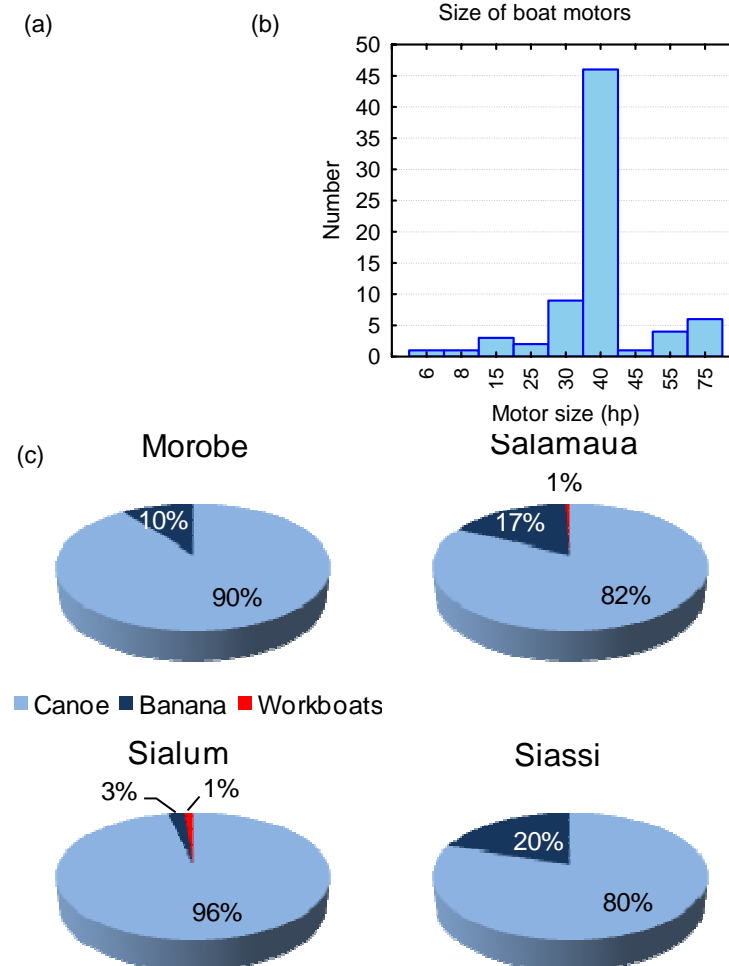 (a)
(b)
Size of boat motors
Number
50
45
40
35
30
25
20
15
10
5
0
6 8 15 25 30 40 45 55 75
Motor size (hp)
(c)
Morobe
10%
90%
Salamaua
1%
17%
82%
Canoe Banana Workboats
Sialum
3% 1%
96%
Siassi
20%
80%